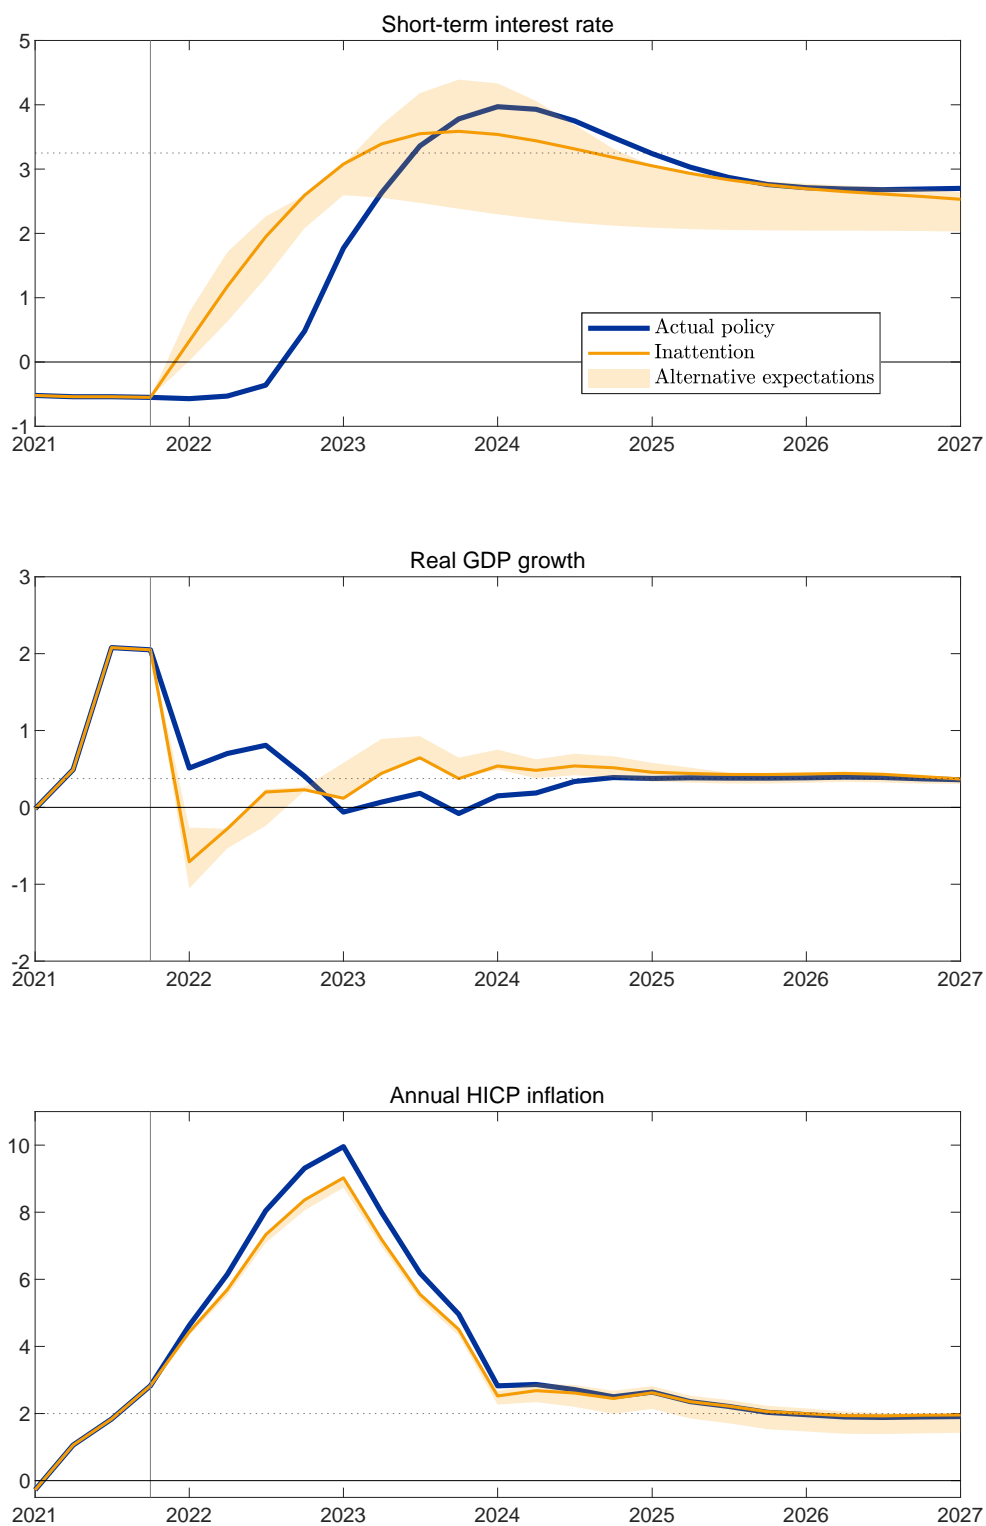 Short-term interest rate
5
4
3
2
1
0
-1
Actual policy
Inattention
Alternative expectations
2021 2022 2023 2024 2025 2026 2027
Real GDP growth
3
2
1
0
-1
-2
2021 2022 2023 2024 2025 2026 2027
Annual HICP inflation
10
8
6
4
2
0
2021 2022 2023 2024 2025 2026 2027